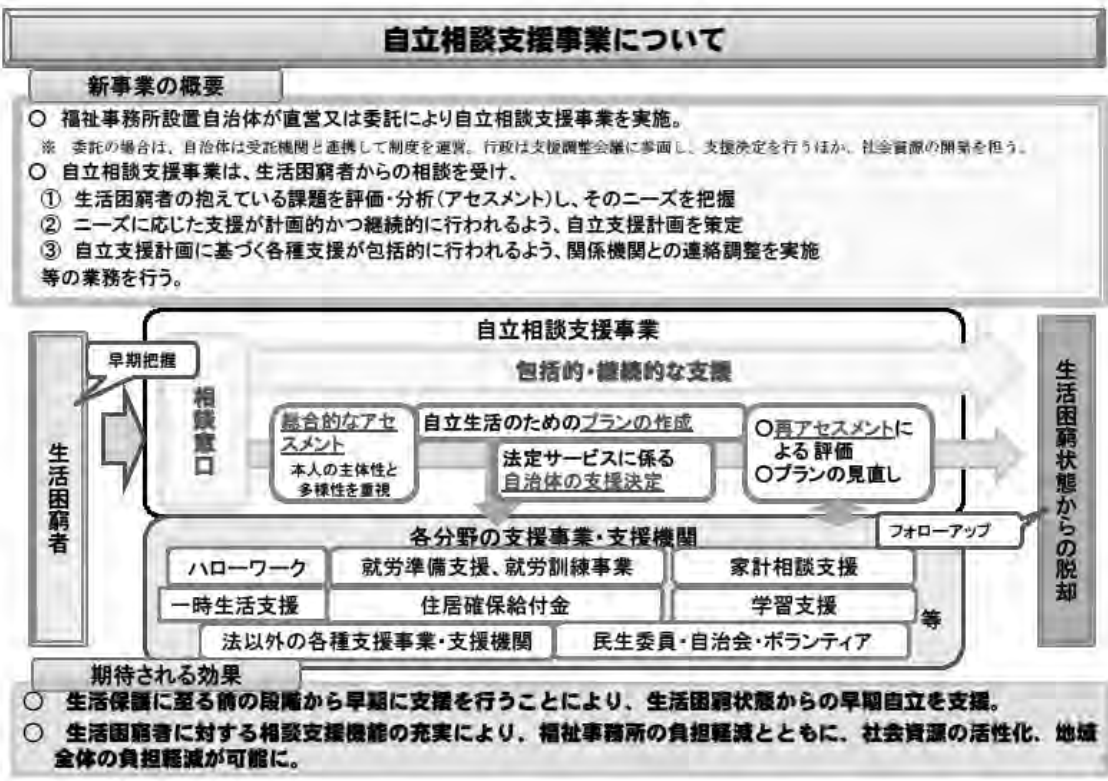 自立相談支援事業について
新事業の概要
○ 福祉事務所設置自治体が直営又は委託により自立相談支援事業を実施。
※ 委託の場合は、自治体は受託機関と連携して制度を運営。行政は支援調整会議に参画し、支援決定を行うほか、社会資源の開発を担う。
○ 自立相談支援事業は、生活困窮者からの相談を受け、
① 生活困窮者の抱えている課題を評価・分析(アセスメント)し、そのニーズを把握
② ニーズに応じた支援が計画的かつ継続的に行われるよう、自立支援計画を策定
③ 自立支援計画に基づく各種支援が包括的に行われるよう、関係機関との連絡調整を実施
等の業務を行う。
生活困窮者
早期把握
自立相談支援事業
包括的・継続的な支援
相談窓口
総合的なアセ
スメント
本人の主体性と
多様性を重視
自立生活のためのプランの作成
法定サービスに係る
自治体の支援決定
○再アセスメントに
よる評価
○プランの見直し
フォローアップ
生活困窮状態からの脱却
各分野の支援事業・支援機関
ハローワーク
就労準備支援、就労訓練事業
家計相談支援
一時生活支援
住居確保給付金
学習支援
等
法以外の各種支援事業・支援機関
民生委員・自治会・ボランティア
期待される効果
○ 生活保護に至る前の段階から早期に支援を行うことにより、生活困窮状態からの早期自立を支援。
○ 生活困窮者に対する相談支援機能の充実により、福祉事務所の負担軽減とともに、社会資源の活性化、地域
全体の負担軽減が可能に。